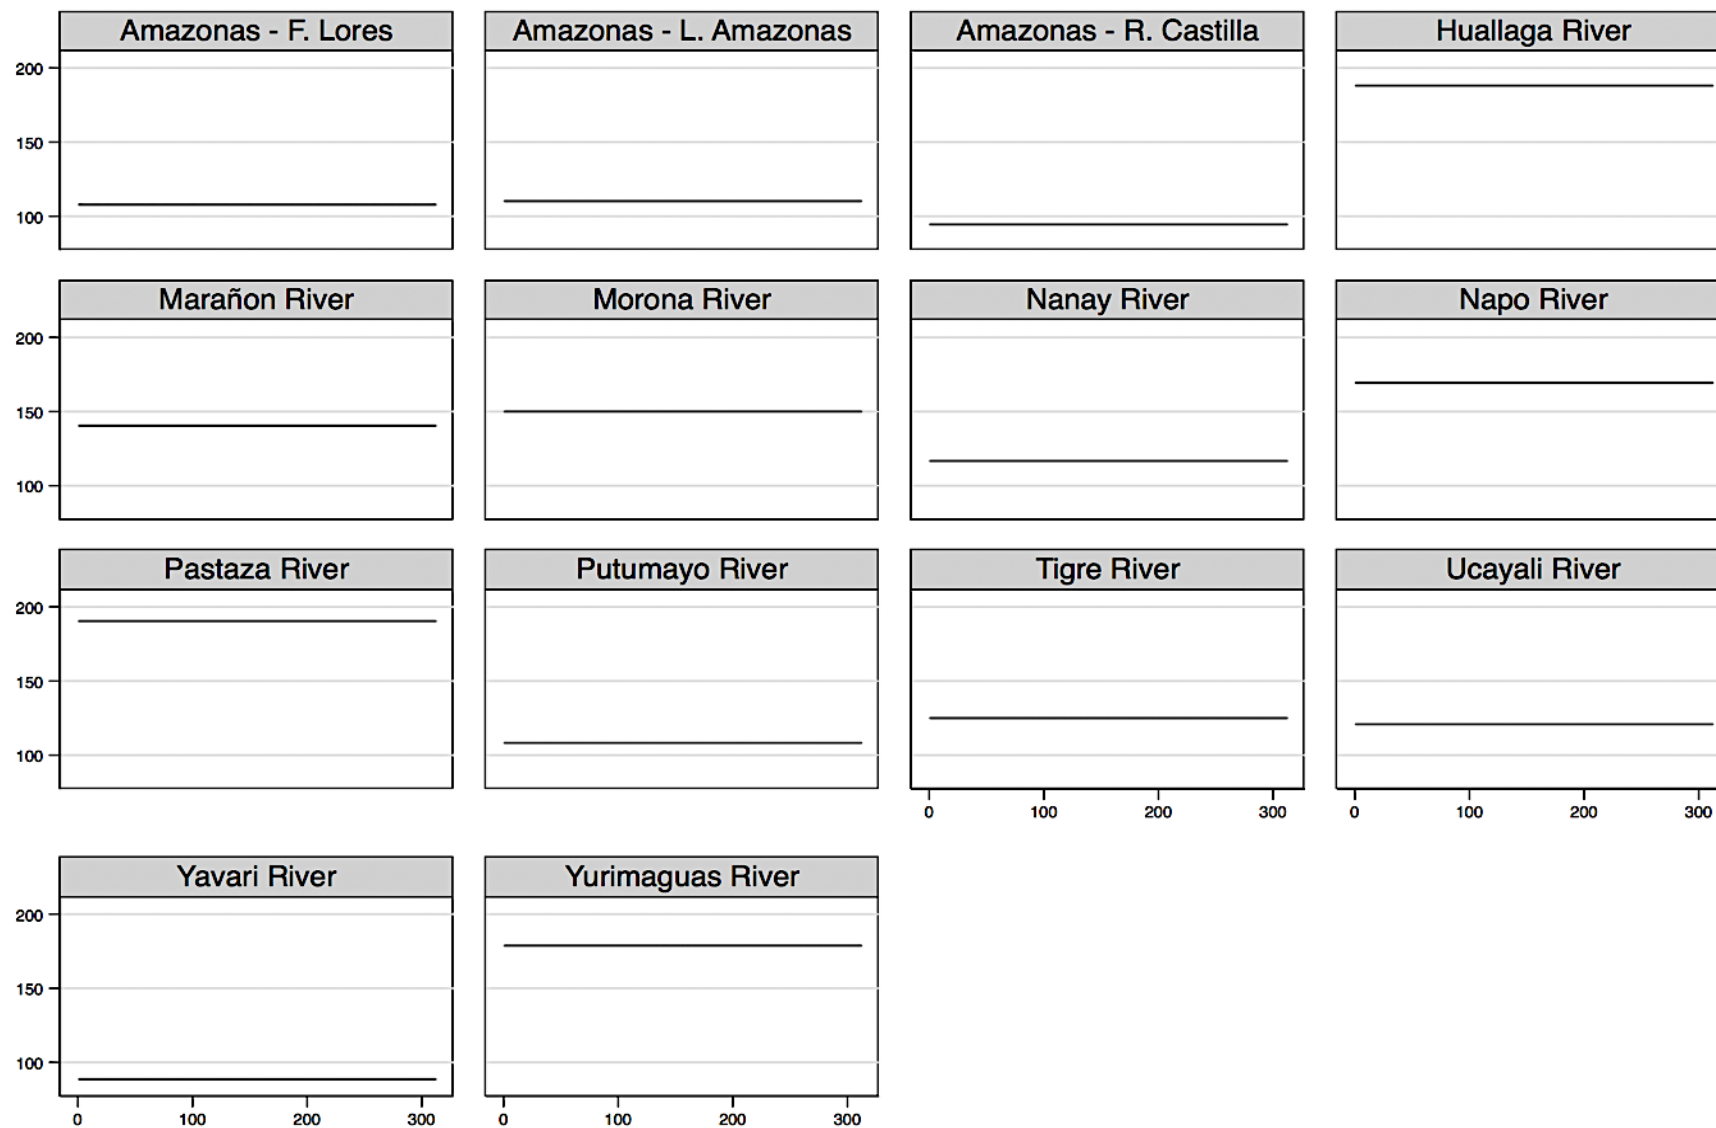 Amazonas - F. Lores
Amazonas - L. Amazonas
Amazonas - R. Castilla
Huallaga River
200
150
100
Marañon River
Morona River
Nanay River
Napo River
200
150
100
Pastaza River
Putumayo River
Tigre River
Ucayali River
200
150
100
0 100 200 300
0 100 200 300
Yavari River
Yurimaguas River
200
150
100
0 100 200 300
0 100 200 300